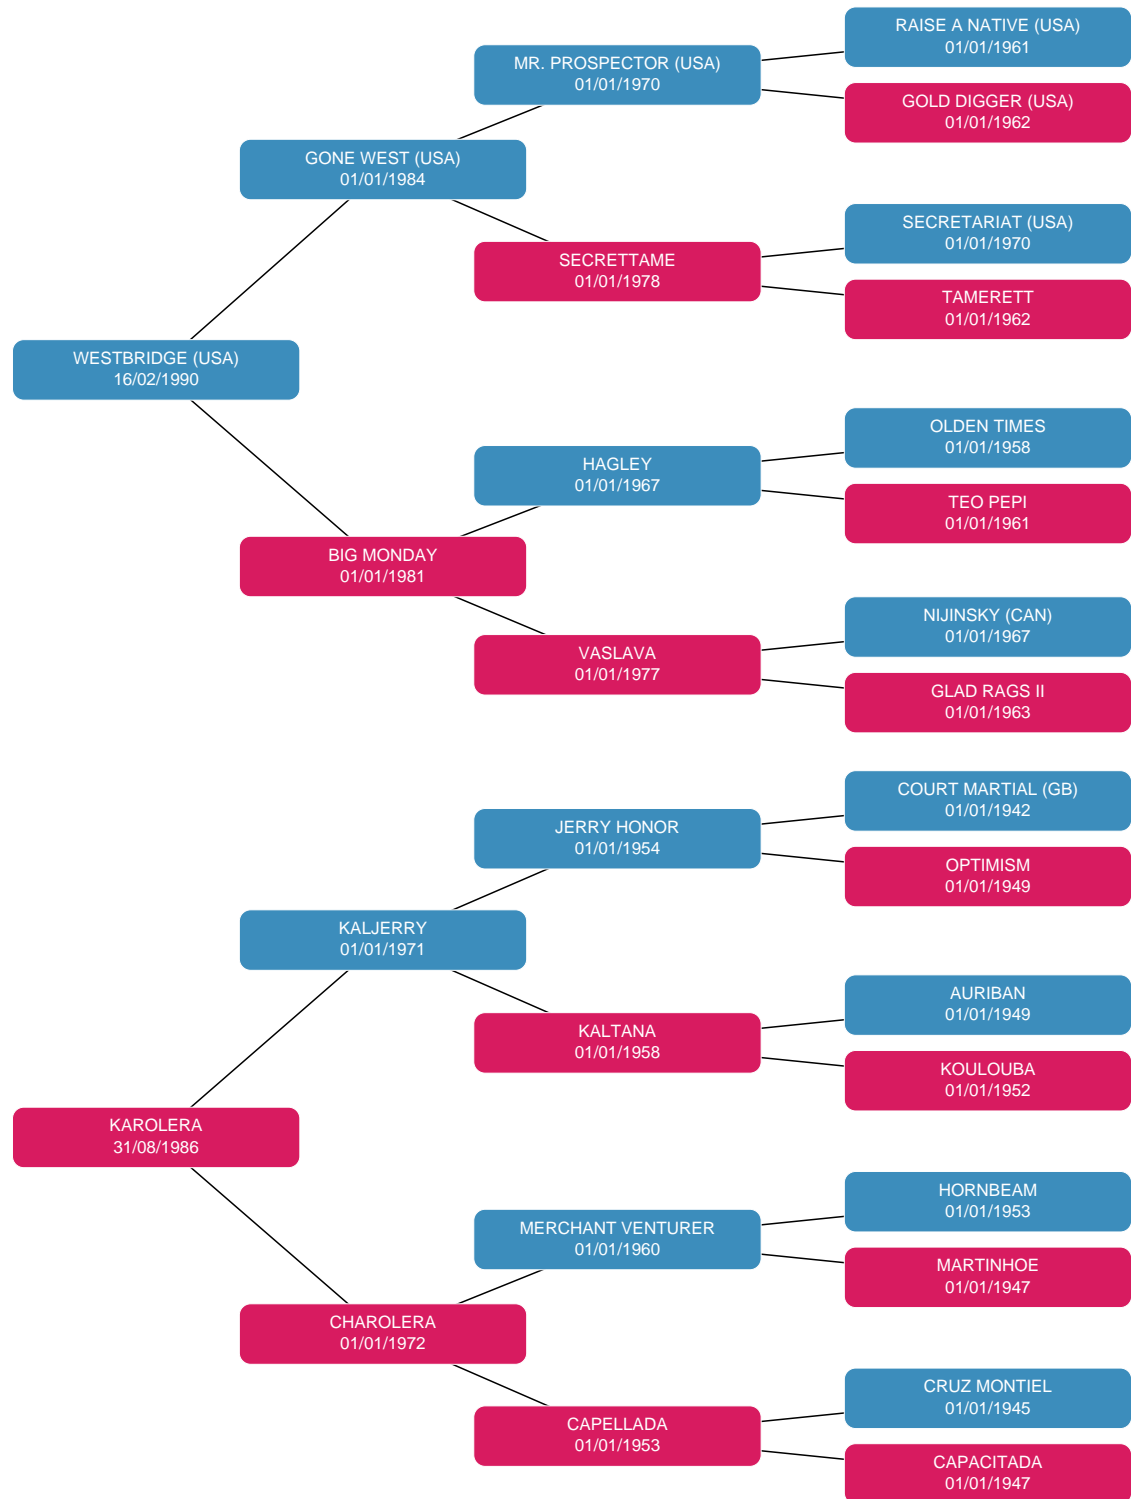 RAISE A NATIVE (USA)
01/01/1961
MR. PROSPECTOR (USA)
01/01/1970
GOLD DIGGER (USA)
01/01/1962
GONE WEST (USA)
01/01/1984
SECRETARIAT (USA)
01/01/1970
SECRETTAME
01/01/1978
TAMERETT
01/01/1962
WESTBRIDGE (USA)
16/02/1990
OLDEN TIMES
01/01/1958
HAGLEY
01/01/1967
TEO PEPI
01/01/1961
BIG MONDAY
01/01/1981
NIJINSKY (CAN)
01/01/1967
VASLAVA
01/01/1977
GLAD RAGS II
01/01/1963
COURT MARTIAL (GB)
01/01/1942
JERRY HONOR
01/01/1954
OPTIMISM
01/01/1949
KALJERRY
01/01/1971
AURIBAN
01/01/1949
KALTANA
01/01/1958
KOULOUBA
01/01/1952
KAROLERA
31/08/1986
HORNBEAM
01/01/1953
MERCHANT VENTURER
01/01/1960
MARTINHOE
01/01/1947
CHAROLERA
01/01/1972
CRUZ MONTIEL
01/01/1945
CAPELLADA
01/01/1953
CAPACITADA
01/01/1947